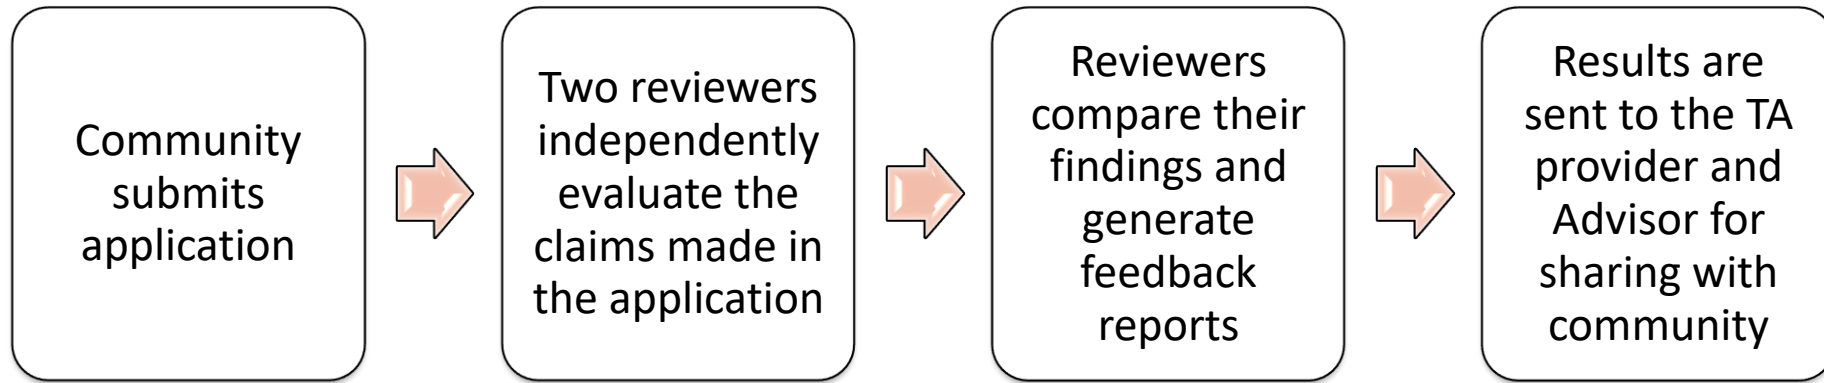 Community
submits
application
Two reviewers
independently
evaluate the
claims made in
the application
Reviewers
compare their
findings and
generate
feedback
reports
Results are
sent to the TA
provider and
Advisor for
sharing with
community